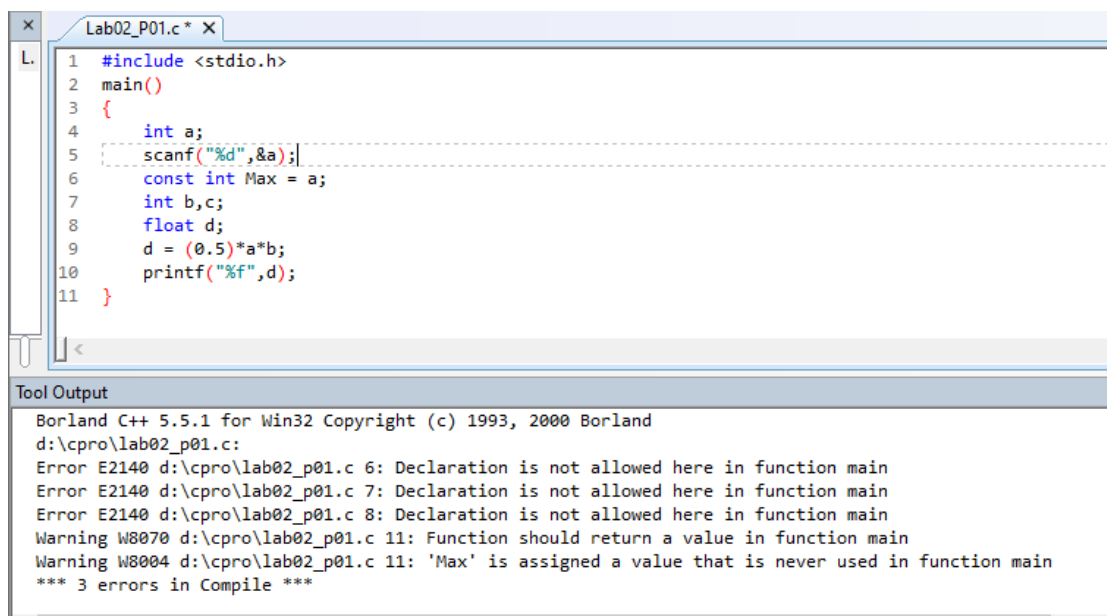 Lab02_P01.c *
L.
1 #include <stdio.h>
2 main()
3 {
4 int a;
5 scanf("%d",&a);
6 const int Max = a;
7 int b,c;
8 float d;
9 d = (0.5)*a*b;
10 printf("%f",d);
11 }
Tool Output
Borland C++ 5.5.1 for Win32 Copyright (c) 1993, 2000 Borland
d:\cpro\lab02_p01.c:
Error E2140 d:\cpro\lab02_p01.c 6: Declaration is not allowed here in function main
Error E2140 d:\cpro\lab02_p01.c 7: Declaration is not allowed here in function main
Error E2140 d:\cpro\lab02_p01.c 8: Declaration is not allowed here in function main
Warning W8070 d:\cpro\lab02_p01.c 11: Function should return a value in function main
Warning W8004 d:\cpro\lab02_p01.c 11: 'Max' is assigned a value that is never used in function main
*** 3 errors in Compile ***